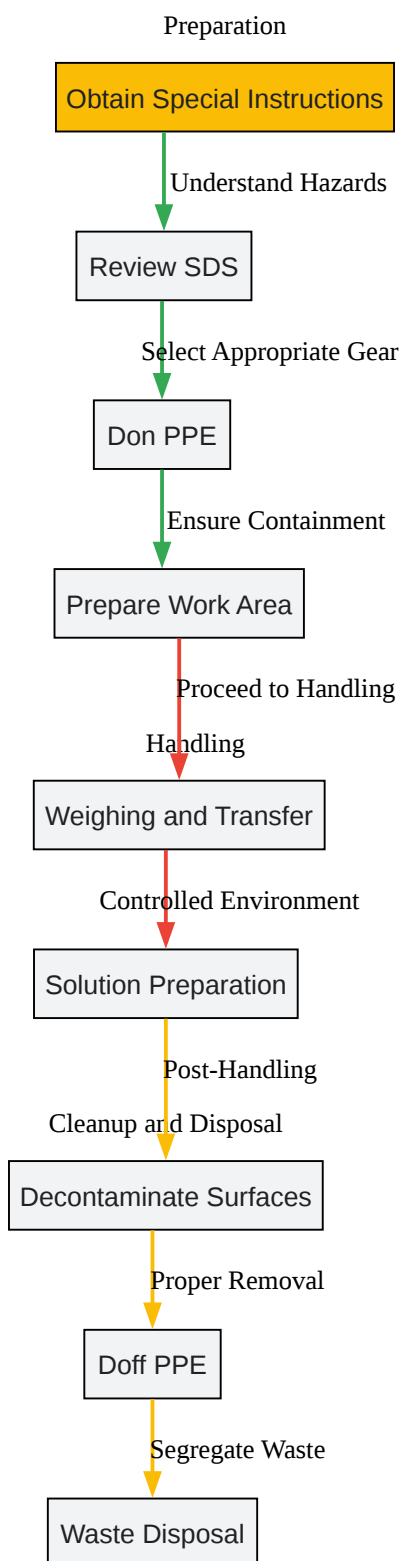 Preparation
Obtain Special Instructions
Understand Hazards
Review SDS
Select Appropriate Gear
Don PPE
Ensure Containment
Prepare Work Area
Proceed to Handling
Handling
Weighing and Transfer
Controlled Environment
Solution Preparation
Post-Handling
Cleanup and Disposal
Decontaminate Surfaces
Proper Removal
Doff PPE
Segregate Waste
Waste Disposal